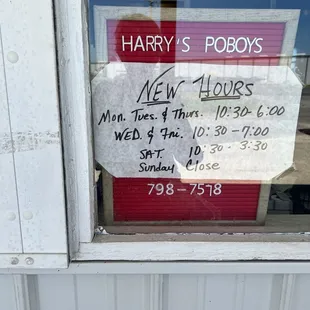 HARRY'S POBOYS
NEW HOURS
Mon, Tues. & Thurs. 10:30-6:00
WED. & Fri. 10:30-7:00
SAT. 10:30-3:30
Sunday Close
798-7578